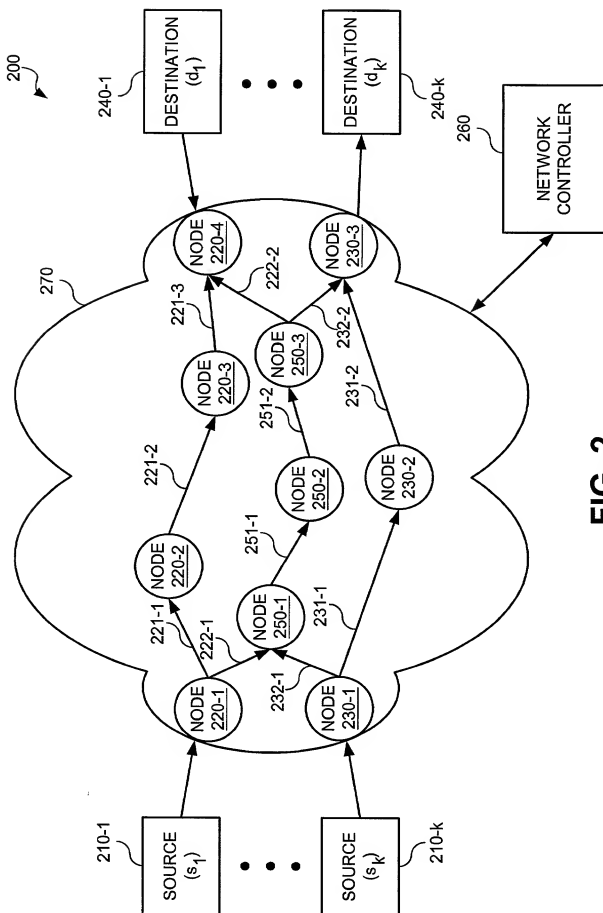 200
210-1
SOURCE
(s1)
210-k
SOURCE
(sk)
270
NODE
220-1
NODE
230-1
221-1
222-1
232-1
231-1
NODE
220-2
NODE
250-1
221-2
251-1
NODE
250-2
NODE
230-2
NODE
220-3
251-2
231-2
NODE
250-3
221-3
222-2
232-2
NODE
220-4
NODE
230-3
240-1
DESTINATION
(d1)
DESTINATION
(dk)
240-k
260
NETWORK
CONTROLLER
FIG. 2